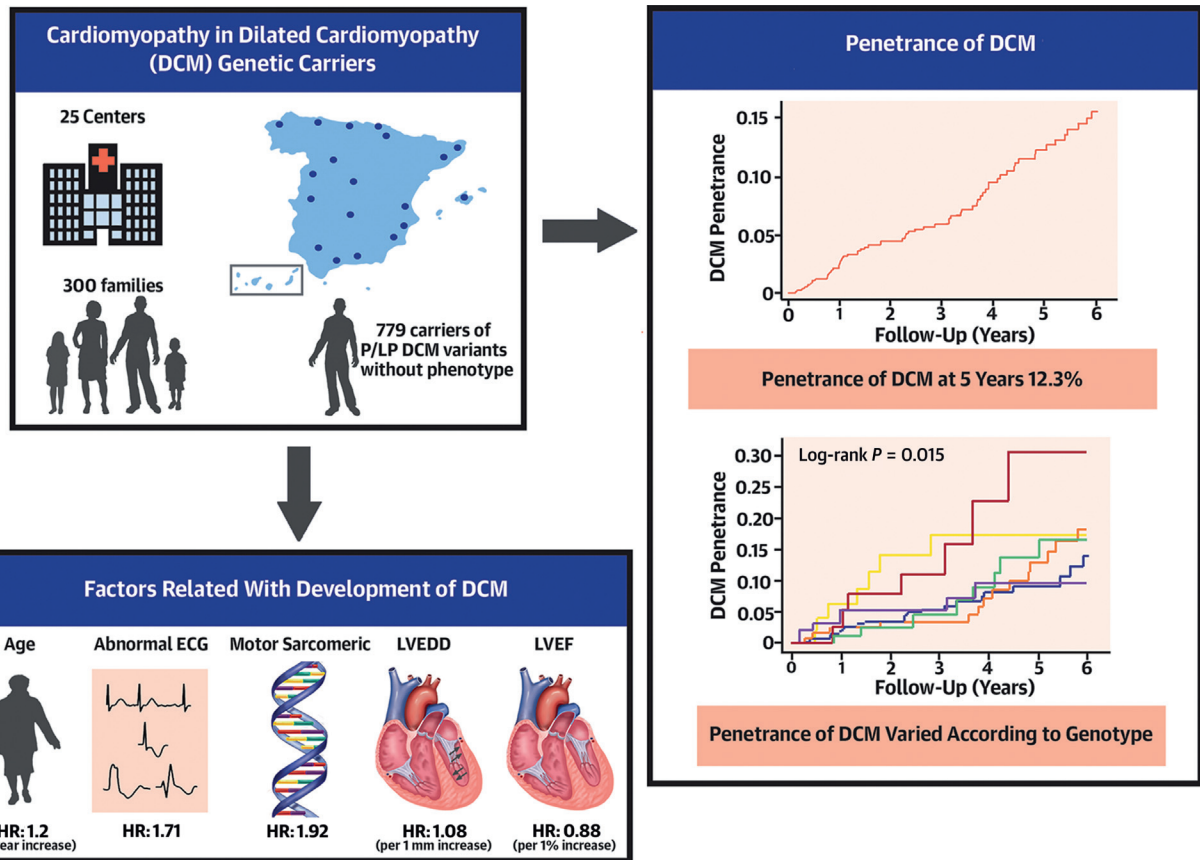 Cardiomyopathy in Dilated Cardiomyopathy
(DCM) Genetic Carriers
25 Centers
300 families
779 carriers of
P/LP DCM variants
without phenotype
Penetrance of DCM
DCM Penetrance
0.15
0.10
0.05
0
0 1 2 3 4 5 6
Follow-Up (Years)
Penetrance of DCM at 5 Years 12.3%
Log-rank P = 0.015
DCM Penetrance
0.30
0.25
0.20
0.15
0.10
0.05
0
0 1 2 3 4 5 6
Follow-Up (Years)
Penetrance of DCM Varied According to Genotype
Factors Related With Development of DCM
Age
HR: 1.2
increase)
Abnormal ECG
HR: 1.71
Motor Sarcomeric
HR: 1.92
LVEDD
HR: 1.08
(per 1 mm increase)
LVEF
HR: 0.88
(per 1% increase)